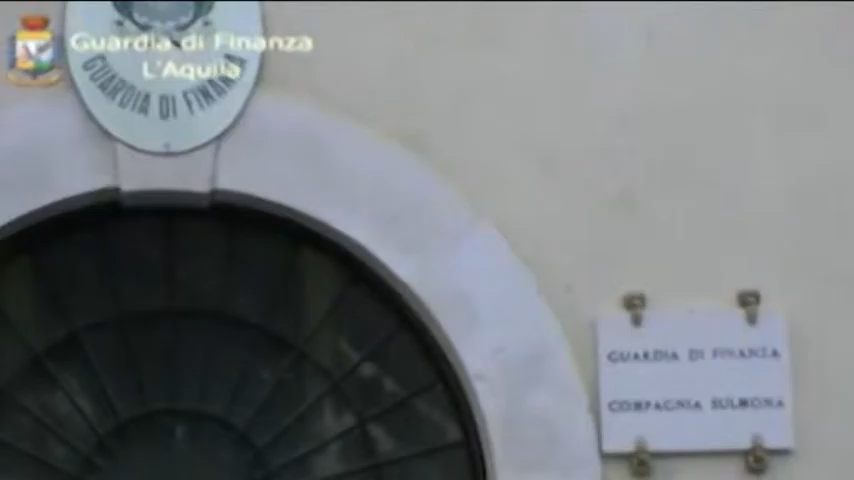 Guardia di Finanza
L'Aquila
GUARDIA DI FINANZA
GUARDIA DI FINANZA
COMPAGNIA SULMONA